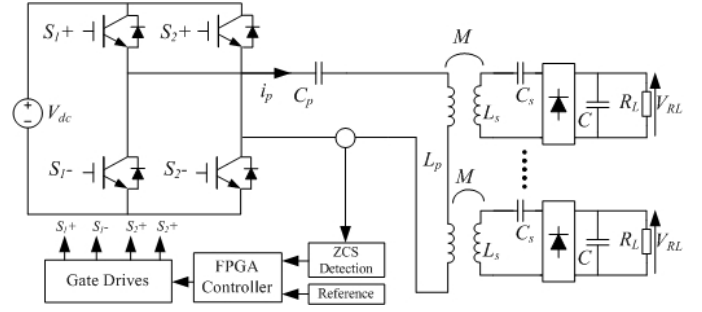 S1+
S2+
Vdc
ip
Cp
M
Cs
Ls
C
RL
VRL
S1-
S2-
Lp
M
Cs
Ls
C
RL
VRL
S1+ S1- S2+ S2+
Gate Drives
FPGA
Controller
ZCS
Detection
Reference